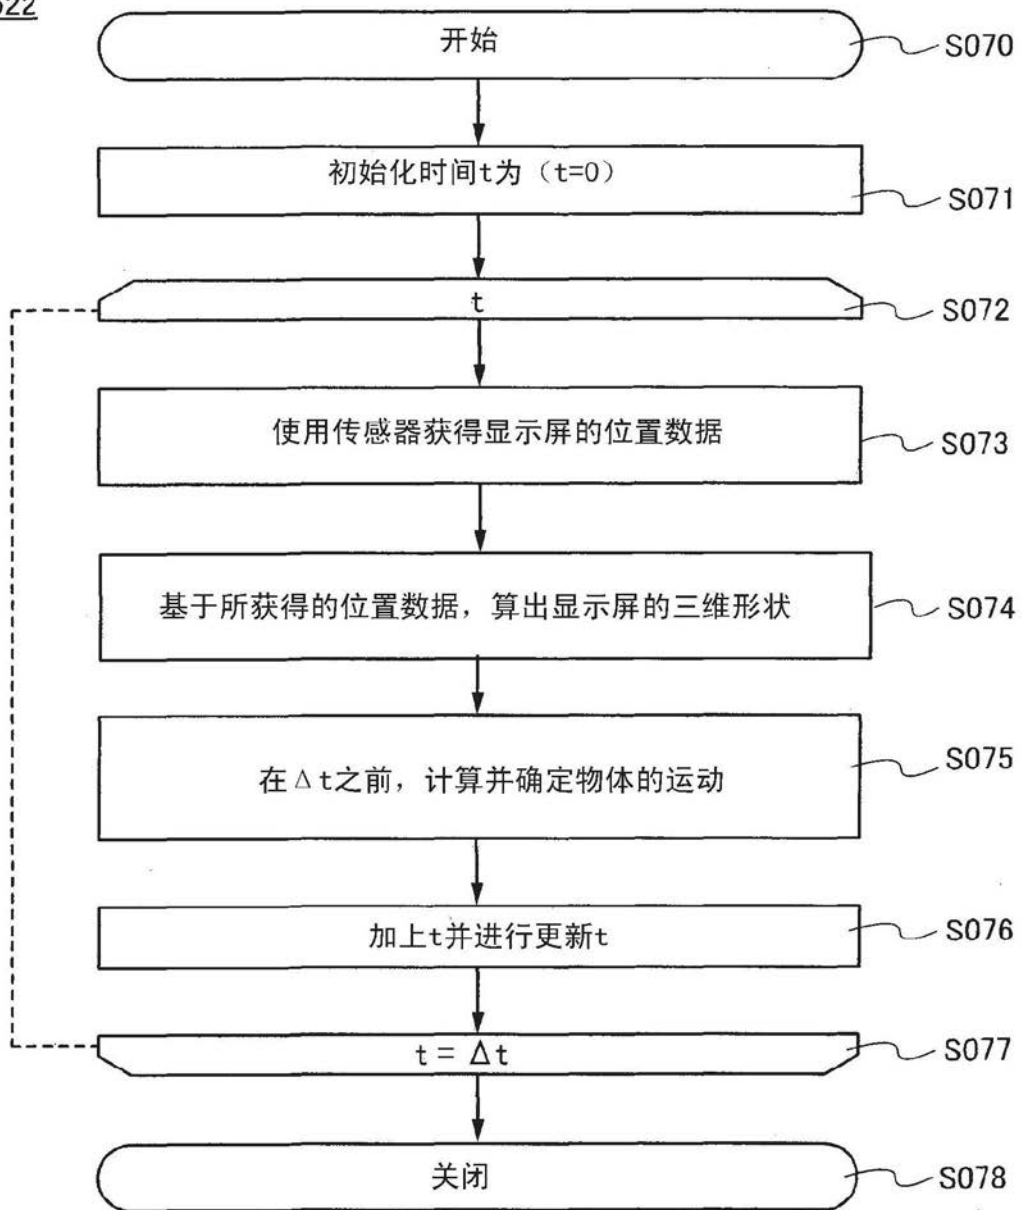 开始
S070
初始化时间t为（t=0）
S071
t
S072
使用传感器获得显示屏的位置数据
S073
基于所获得的位置数据，算出显示屏的三维形状
S074
在Δt之前，计算并确定物体的运动
S075
加上t并进行更新t
S076
t = Δt
S077
关闭
S078